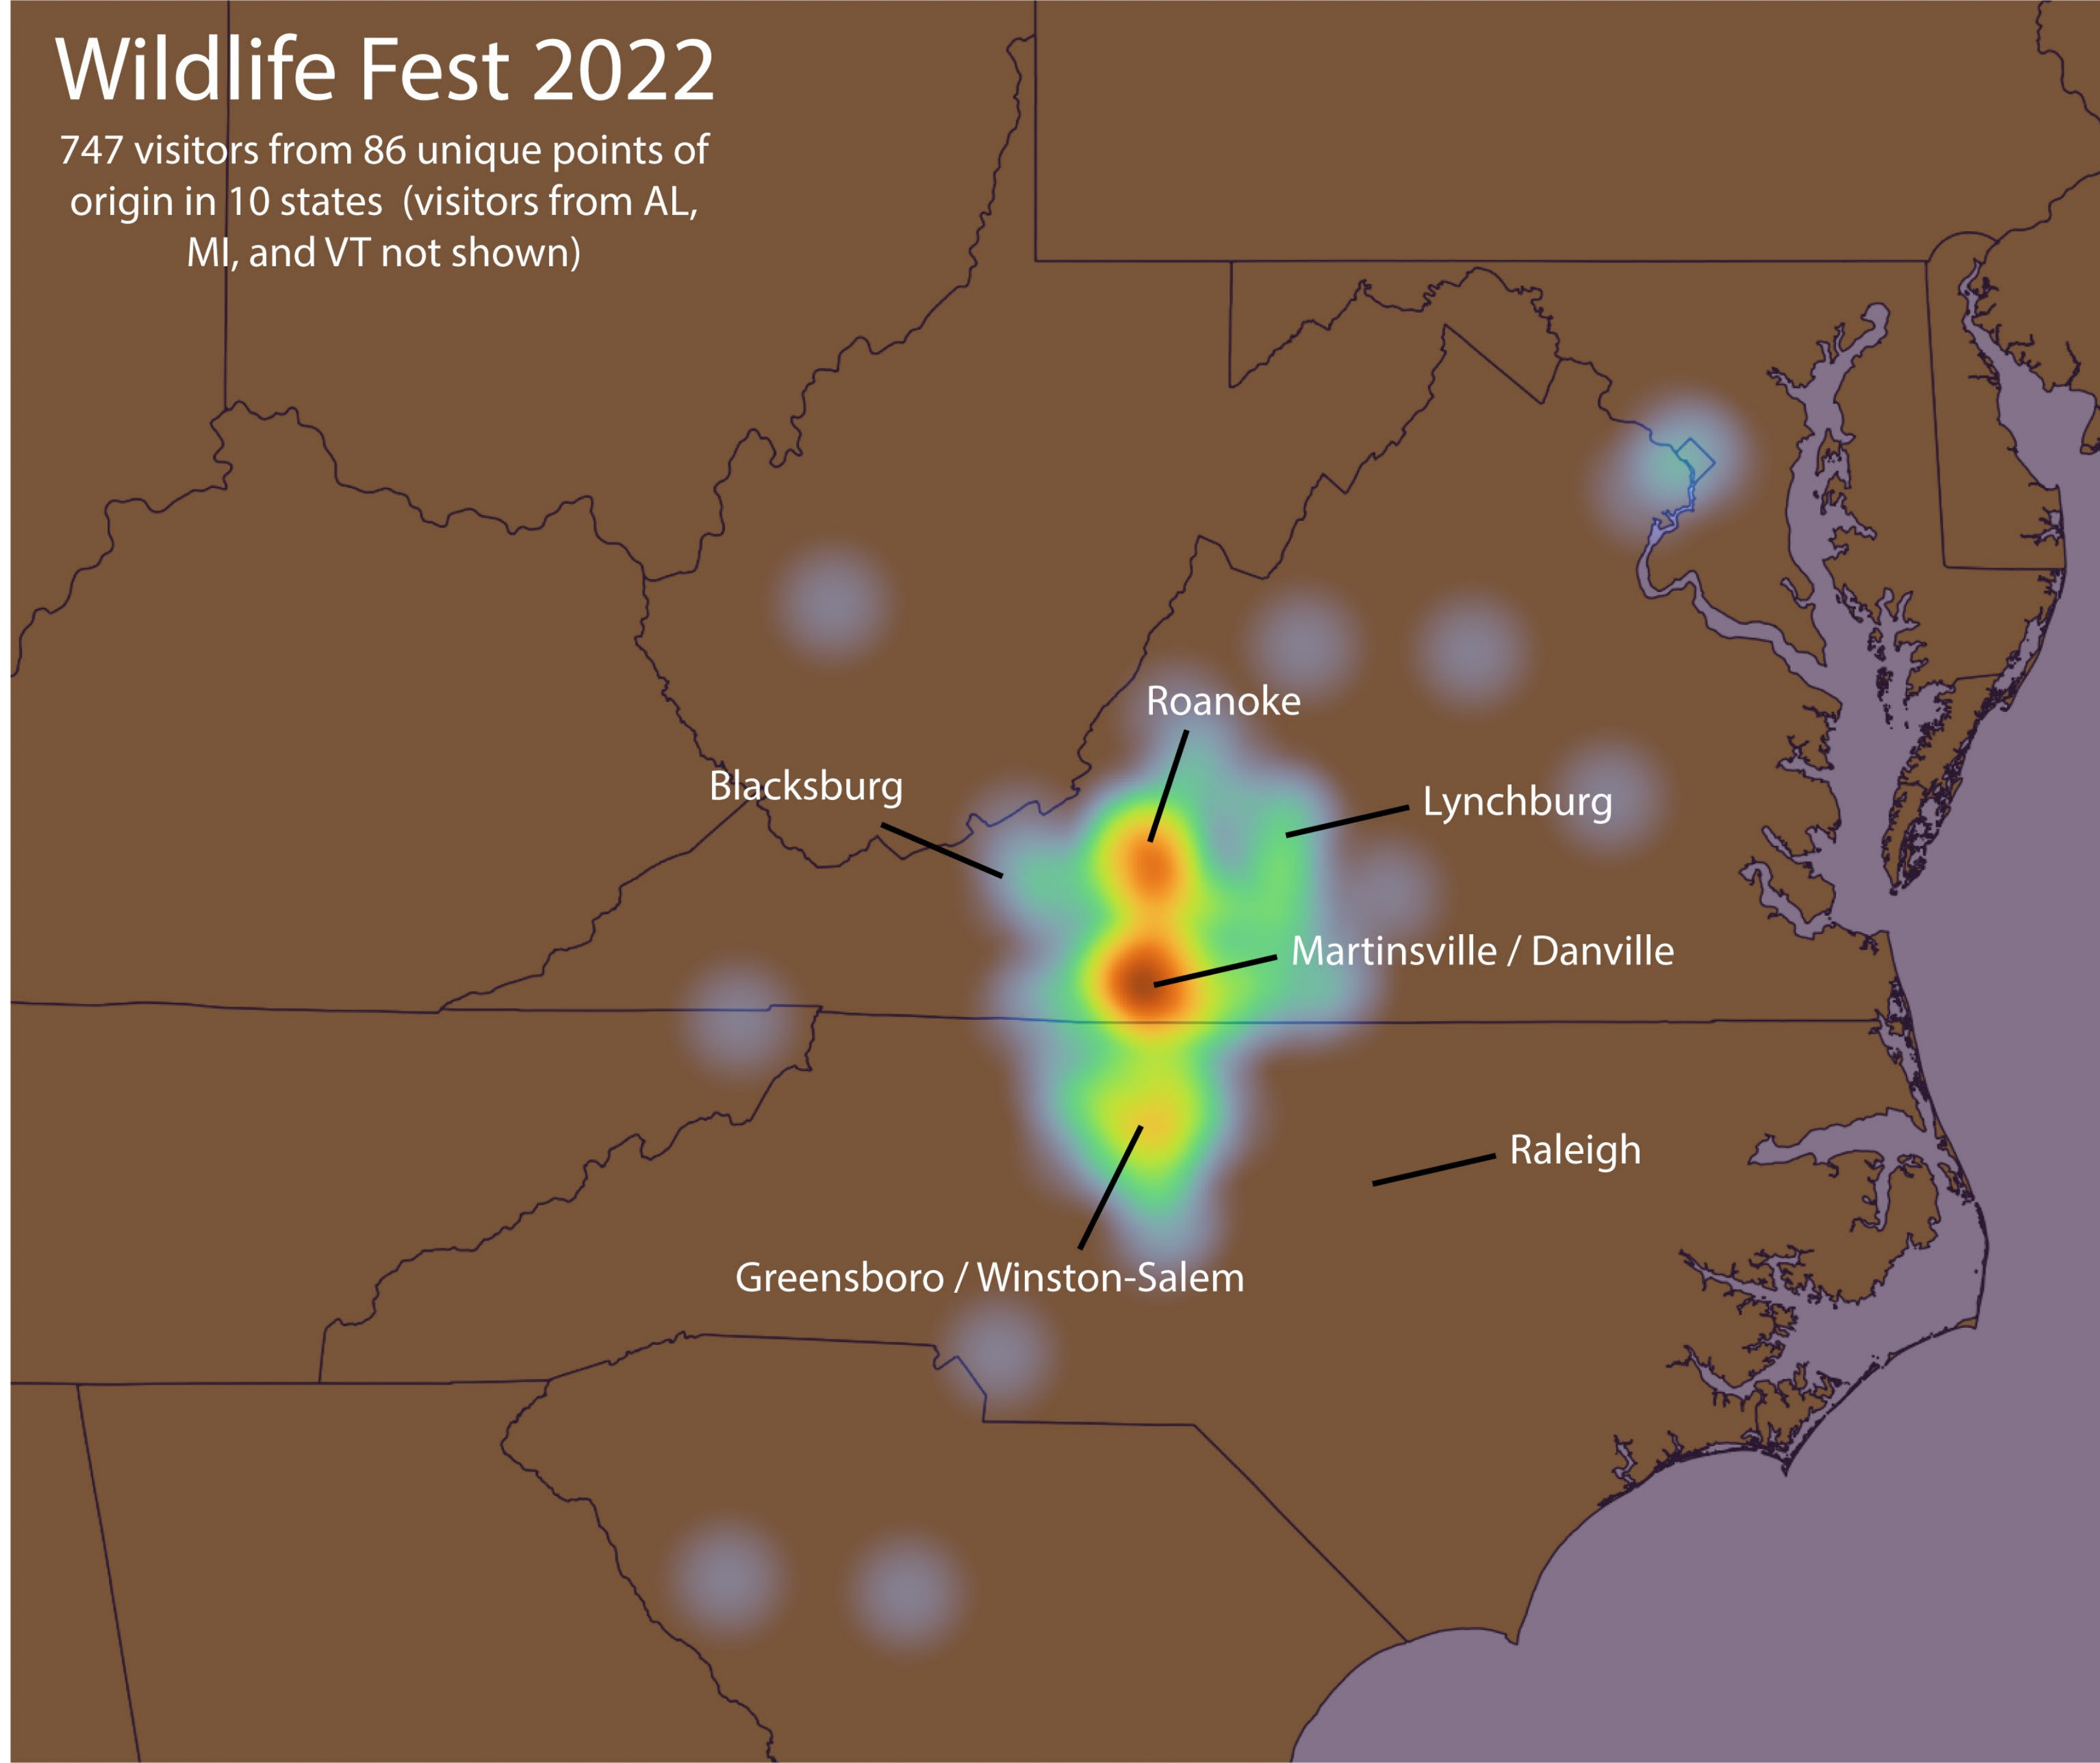 Wildlife Fest 2022
747 visitors from 86 unique points of
origin in 10 states (visitors from AL,
MI, and VT not shown)
Roanoke
Blacksburg
Lynchburg
Martinsville / Danville
Raleigh
Greensboro / Winston-Salem